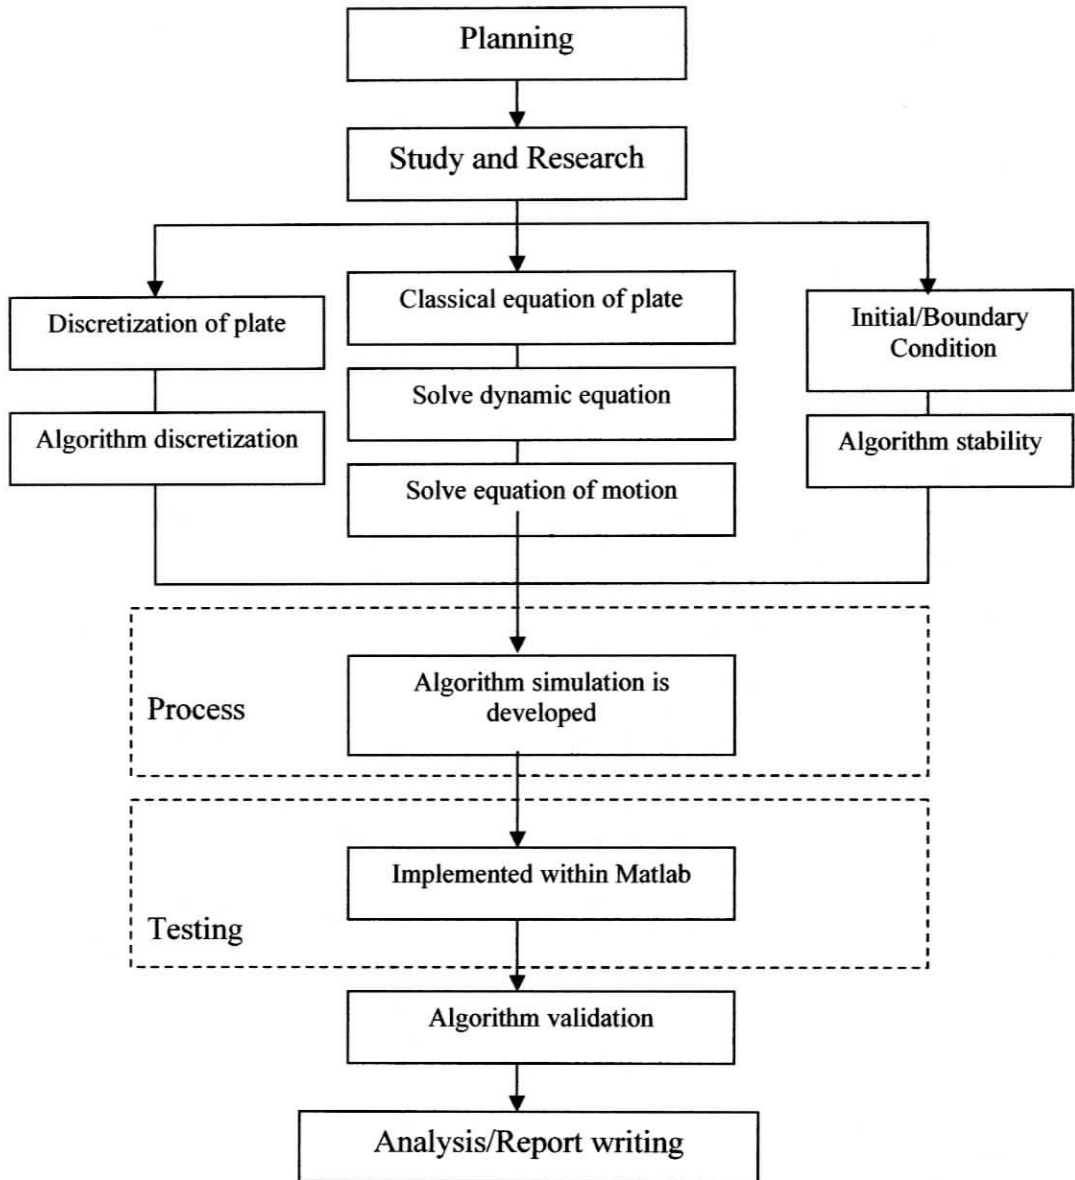 Planning
Study and Research
Discretization of plate
Algorithm discretization
Classical equation of plate
Solve dynamic equation
Solve equation of motion
Initial/Boundary
Condition
Algorithm stability
Process
Algorithm simulation is
developed
Implemented within Matlab
Testing
Algorithm validation
Analysis/Report writing